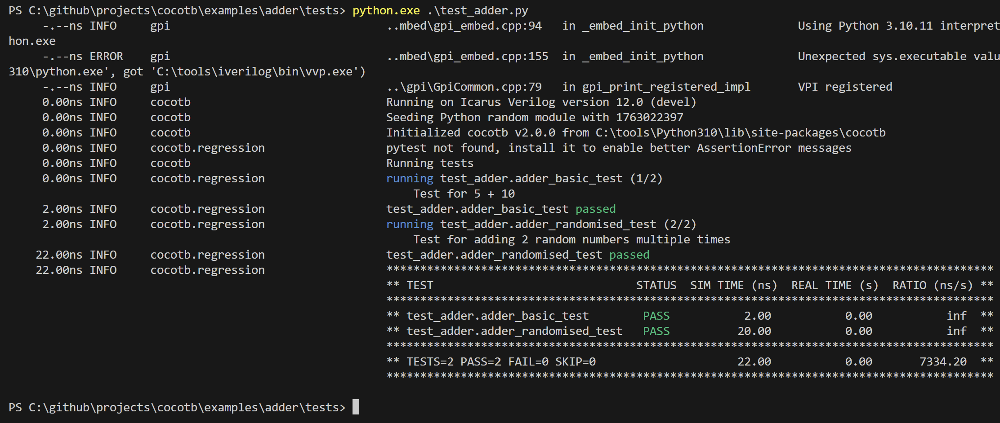 PS C:\github\projects\cocotb\examples\adder\tests> python.exe .\test_adder.py
     -.--ns INFO     gpi                                ..mbed\gpi_embed.cpp:94   in _embed_init_python              Using Python 3.10.11 interpret
hon.exe
     -.--ns ERROR    gpi                                ..mbed\gpi_embed.cpp:155  in _embed_init_python              Unexpected sys.executable valu
310\python.exe', got 'C:\tools\iverilog\bin\vvp.exe')
     -.--ns INFO     gpi                                ..\gpi\GpiCommon.cpp:79   in gpi_print_registered_impl       VPI registered
     0.00ns INFO     cocotb                             Running on Icarus Verilog version 12.0 (devel)
     0.00ns INFO     cocotb                             Seeding Python random module with 1763022397
     0.00ns INFO     cocotb                             Initialized cocotb v2.0.0 from C:\tools\Python310\lib\site-packages\cocotb
     0.00ns INFO     cocotb.regression                  pytest not found, install it to enable better AssertionError messages
     0.00ns INFO     cocotb                             Running tests
     0.00ns INFO     cocotb.regression                  running test_adder.adder_basic_test (1/2)
                                                            Test for 5 + 10
     2.00ns INFO     cocotb.regression                  test_adder.adder_basic_test passed
     2.00ns INFO     cocotb.regression                  running test_adder.adder_randomised_test (2/2)
                                                            Test for adding 2 random numbers multiple times
    22.00ns INFO     cocotb.regression                  test_adder.adder_randomised_test passed
    22.00ns INFO     cocotb.regression                  ******************************************************************************************
                                                        ** TEST                              STATUS  SIM TIME (ns)  REAL TIME (s)  RATIO (ns/s) **
                                                        ******************************************************************************************
                                                        ** test_adder.adder_basic_test        PASS           2.00           0.00           inf  **
                                                        ** test_adder.adder_randomised_test   PASS          20.00           0.00           inf  **
                                                        ******************************************************************************************
                                                        ** TESTS=2 PASS=2 FAIL=0 SKIP=0                     22.00           0.00       7334.20  **
                                                        ******************************************************************************************
PS C:\github\projects\cocotb\examples\adder\tests>